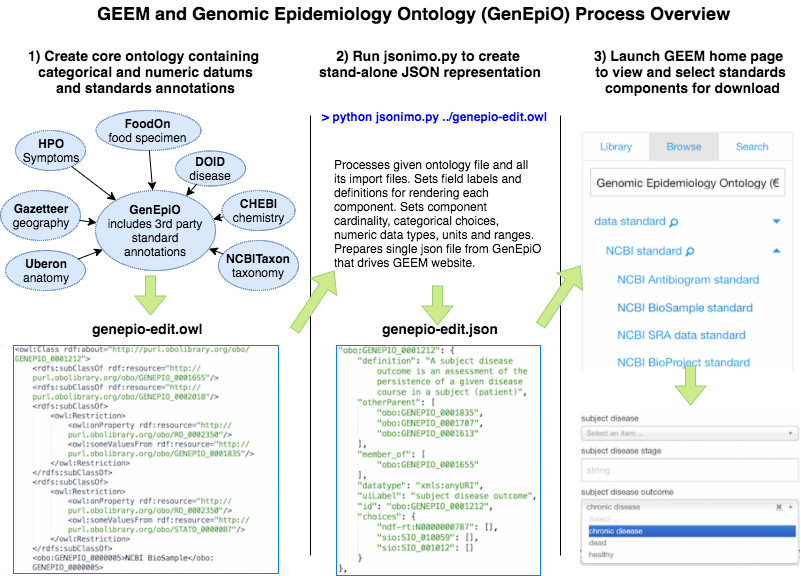 GEEM and Genomic Epidemiology Ontology (GenEpiO) Process Overview
1) Create core ontology containing
categorical and numeric datums
and standards annotations
HPO
Symptoms
FoodOn
food specimen
DOID
disease
Gazetteer
geography
GenEpiO
includes 3rd party
standard
annotations
CHEBI
chemistry
Uberon
anatomy
NCBITaxon
taxonomy
genepio-edit.owl
<owl:Class rdf:about="http://purl.obolibrary.org/obo/
GENEPIO_0001212">
<rdfs:subClassOf rdf:resource="http://
purl.obolibrary.org/obo/GENEPIO_0001655"/>
<rdfs:subClassOf rdf:resource="http://
purl.obolibrary.org/obo/GENEPIO_0002018"/>
<rdfs:subClassOf>
<owl:Restriction>
<owl:onProperty rdf:resource="http://
purl.obolibrary.org/obo/RO_0002350"/>
<owl:someValuesFrom rdf:resource="http://
purl.obolibrary.org/obo/GENEPIO_0001835"/>
</owl:Restriction>
</rdfs:subClassOf>
<rdfs:subClassOf>
<owl:Restriction>
<owl:onProperty rdf:resource="http://
purl.obolibrary.org/obo/RO_0002350"/>
<owl:someValuesFrom rdf:resource="http://
purl.obolibrary.org/obo/STATO_0000087"/>
</owl:Restriction>
</rdfs:subClassOf>
<obo:GENEPIO_0000005>NCBI BioSample</obo:
GENEPIO_0000005>
2) Run jsonimo.py to create
stand-alone JSON representation
> python jsonimo.py ../genepio-edit.owl
Processes given ontology file and all
its import files. Sets field labels and
definitions for rendering each
component. Sets component
cardinality, categorical choices,
numeric data types, units and ranges.
Prepares single json file from GenEpiO
that drives GEEM website.
genepio-edit.json
"obo:GENEPIO_0001212": {
"definition": "A subject disease
outcome is an assessment of the
persistence of a given disease
course in a subject (patient)",
"otherParent": [
"obo:GENEPIO_0001835",
"obo:GENEPIO_0001707",
"obo:GENEPIO_0001613"
],
"member_of": [
"obo:GENEPIO_0001655"
],
"datatype": "xmls:anyURI",
"uiLabel": "subject disease outcome",
"id": "obo:GENEPIO_0001212",
"choices": {
"ndf-rt:N0000000787": [],
"sio:SIO_010059": [],
"sio:SIO_001012": []
}
},
3) Launch GEEM home page
to view and select standards
components for download
Library Browse Search
Genomic Epidemiology Ontology (€
data standard
NCBI standard
NCBI Antibiogram standard
NCBI BioSample standard
NCBI SRA data standard
NCBI BioProject standard
subject disease
Select an item ...
subject disease stage
string
subject disease outcome
chronic disease
Select ...
chronic disease
dead
healthy